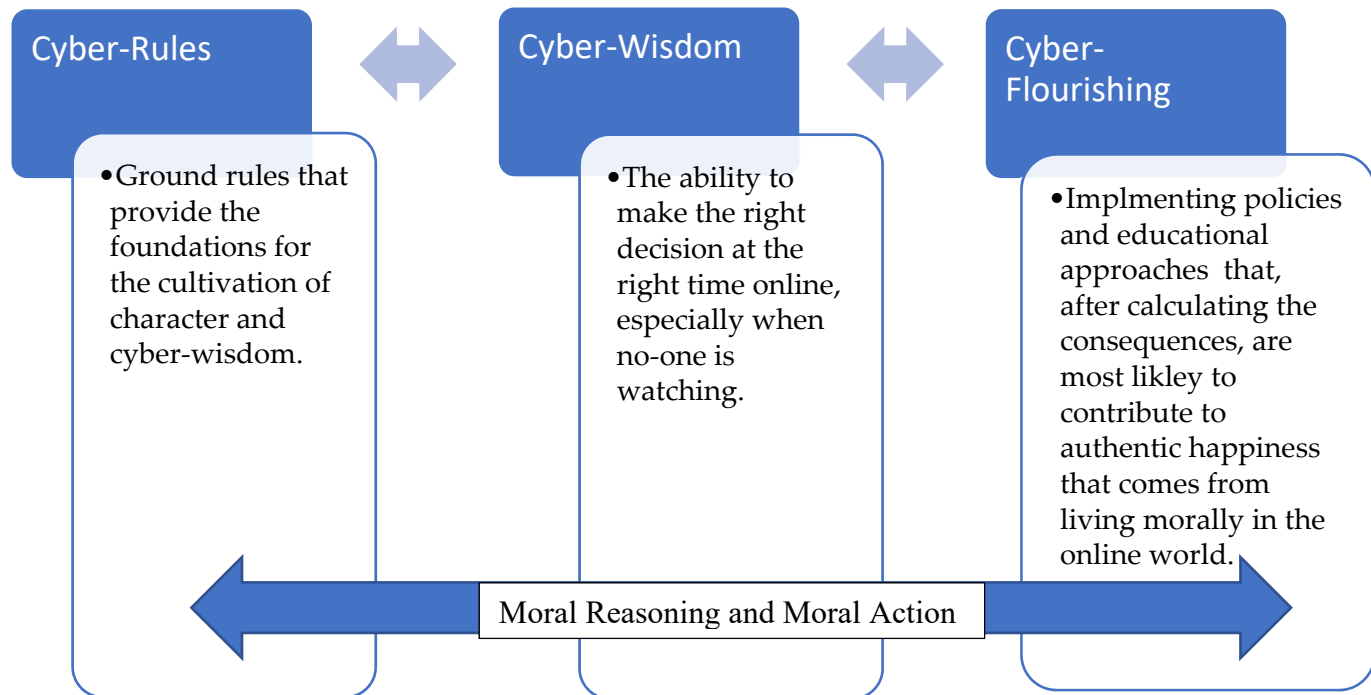 Cyber-Rules
•Ground rules that
provide the
foundations for
the cultivation of
character and
cyber-wisdom.
Cyber-Wisdom
•The ability to
make the right
decision at the
right time online,
especially when
no-one is
watching.
Cyber-
Flourishing
•Implmenting policies
and educational
approaches that,
after calculating the
consequences, are
most likley to
contribute to
authentic happiness
that comes from
living morally in the
online world.
Moral Reasoning and Moral Action